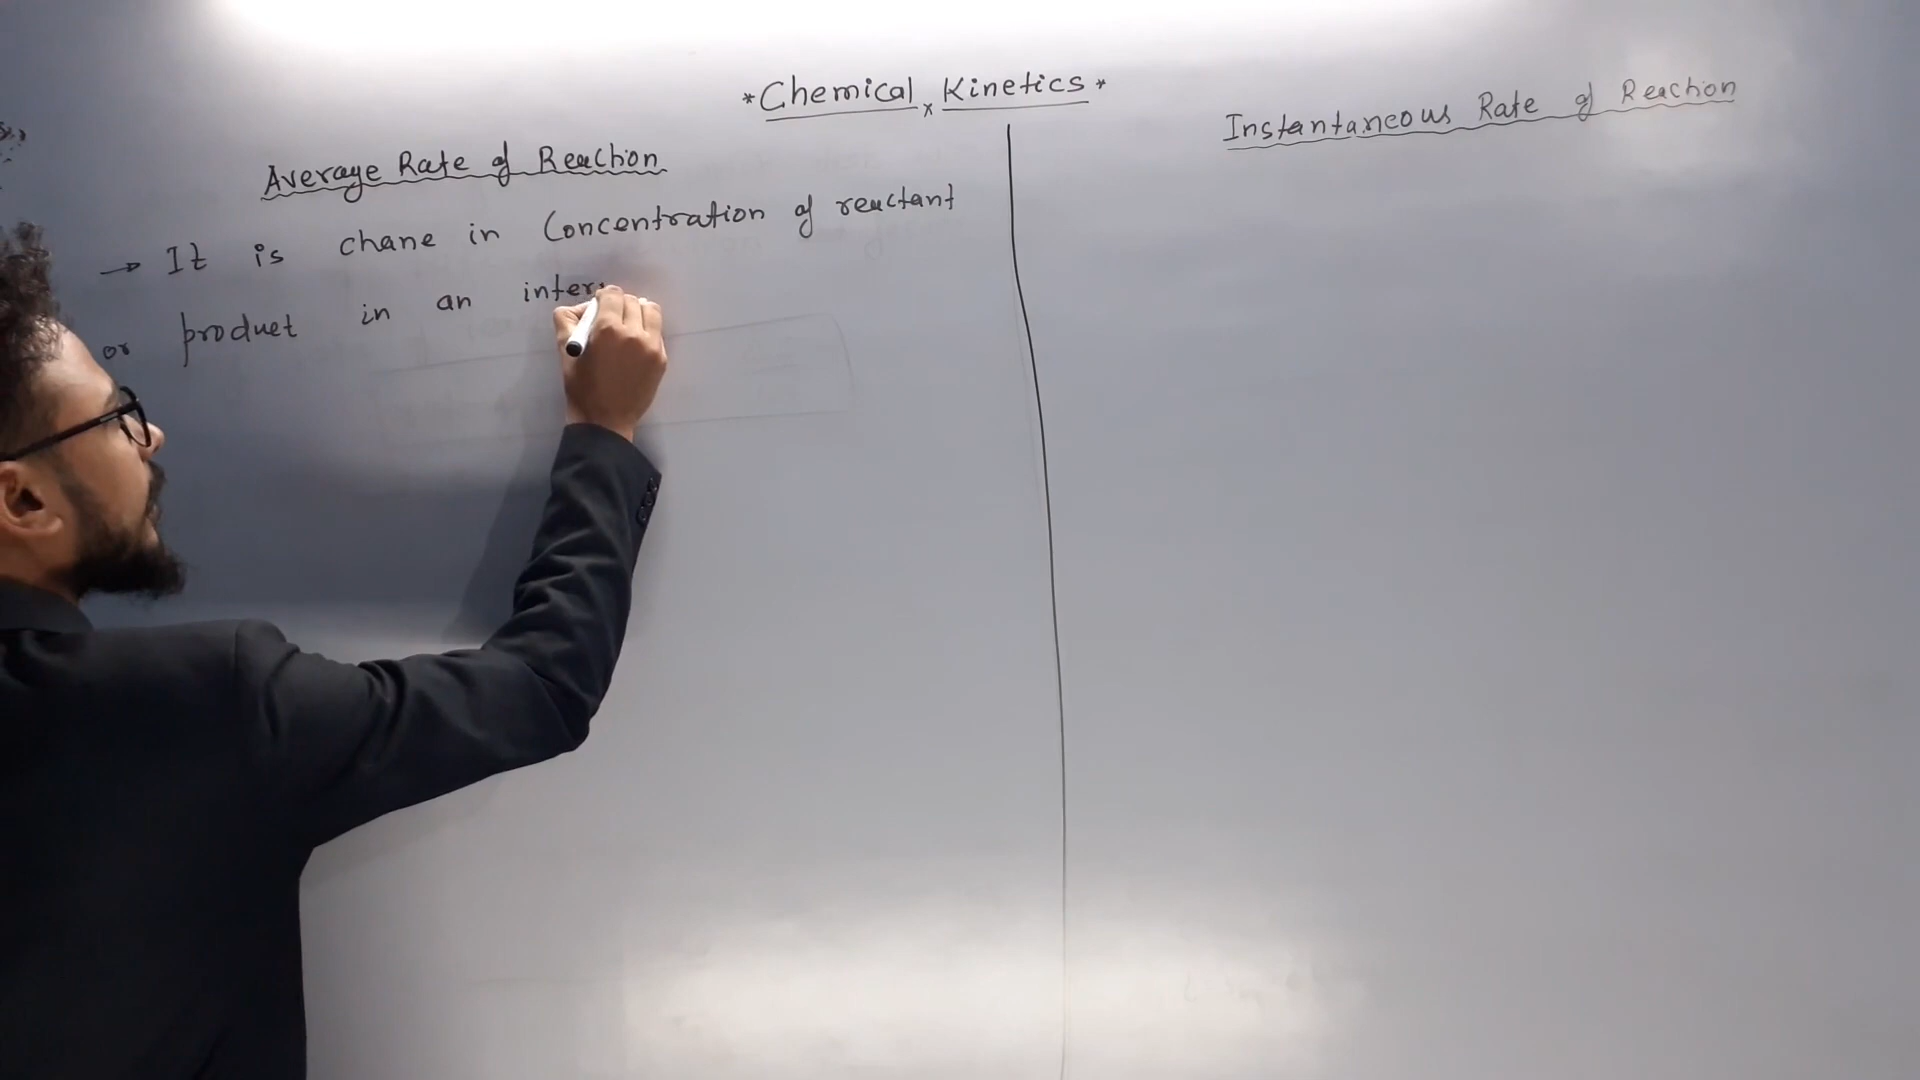 *Chemical x Kinetics*
Average Rate of Reaction
→ It is chane in Concentration of reactant
or product in an inter
Instantaneous Rate of Reaction